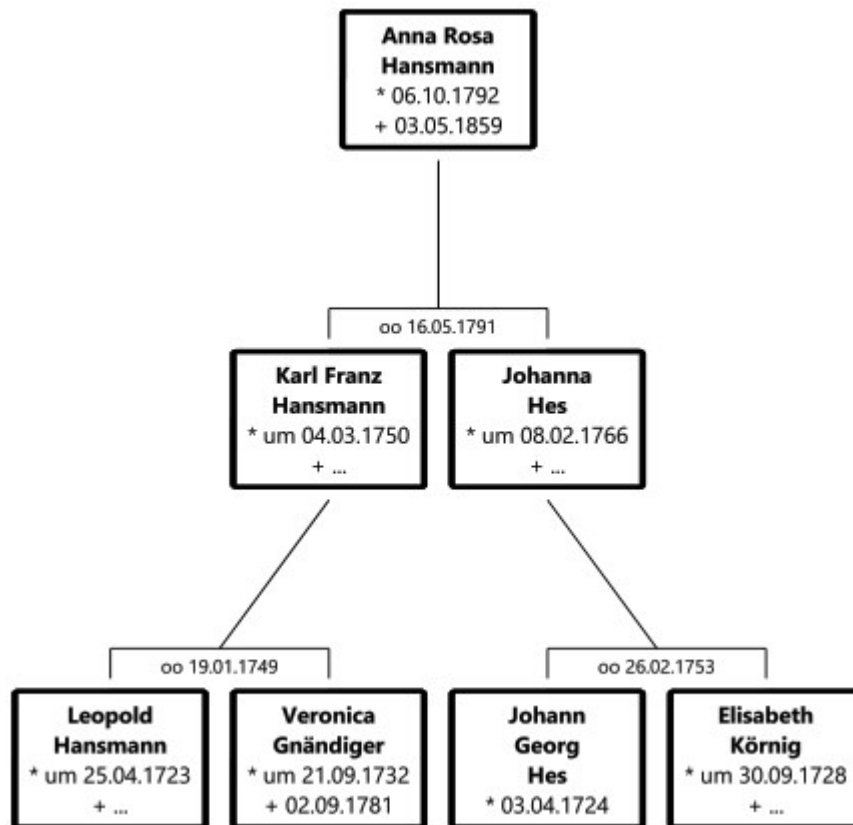 Anna Rosa
Hansmann
* 06.10.1792
+ 03.05.1859
oo 16.05.1791
Karl Franz
Hansmann
* um 04.03.1750
+ ...
Johanna
Hes
* um 08.02.1766
+ ...
oo 19.01.1749
oo 26.02.1753
Leopold
Hansmann
* um 25.04.1723
+ ...
Veronica
Gnändiger
* um 21.09.1732
+ 02.09.1781
Johann
Georg
Hes
* 03.04.1724
Elisabeth
Körnig
* um 30.09.1728
+ ...